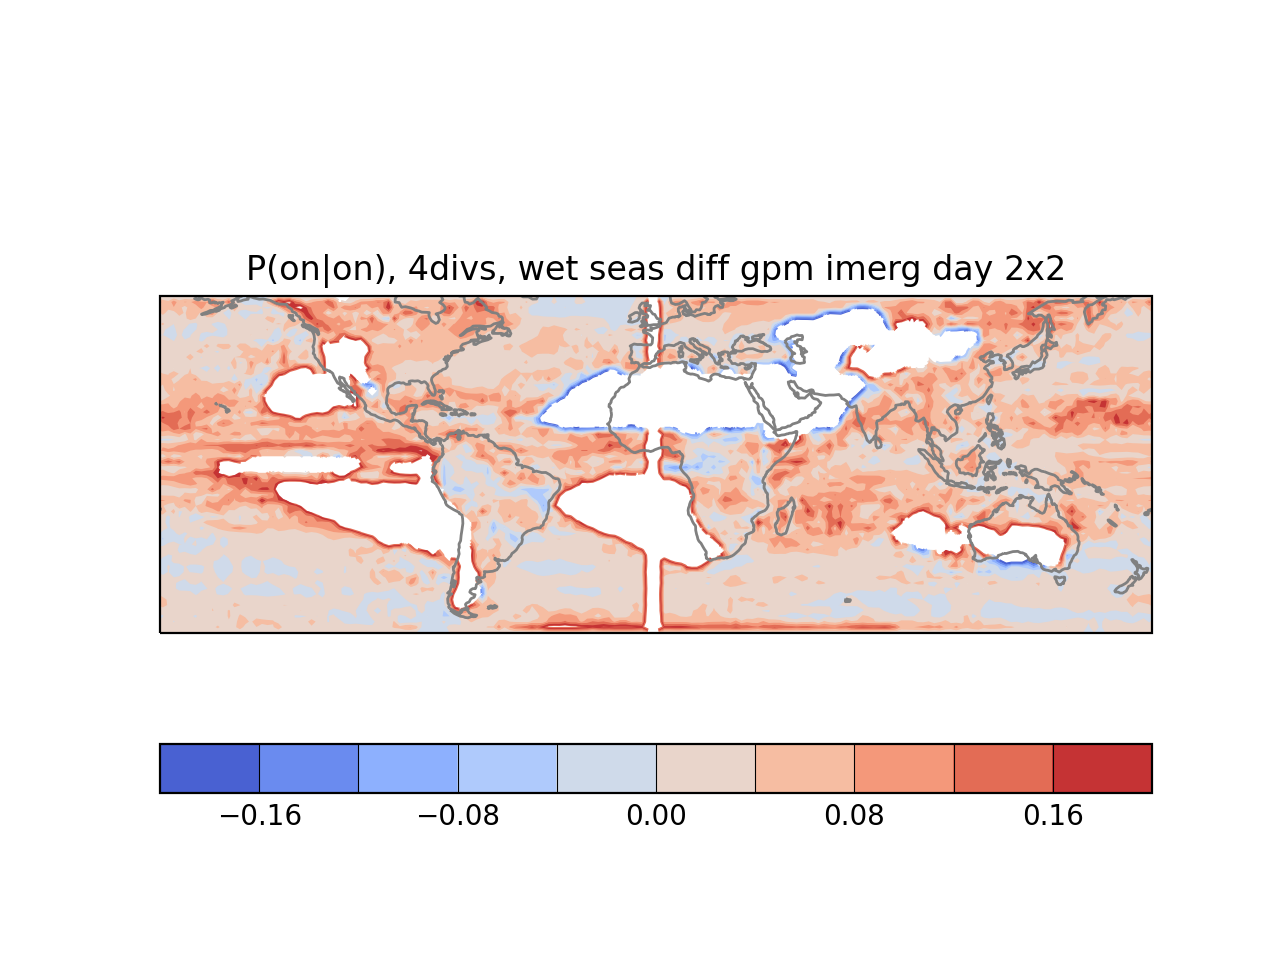 P(on|on), 4divs, wet seas diff gpm imerg day 2x2
−0.16 −0.08 0.00 0.08 0.16